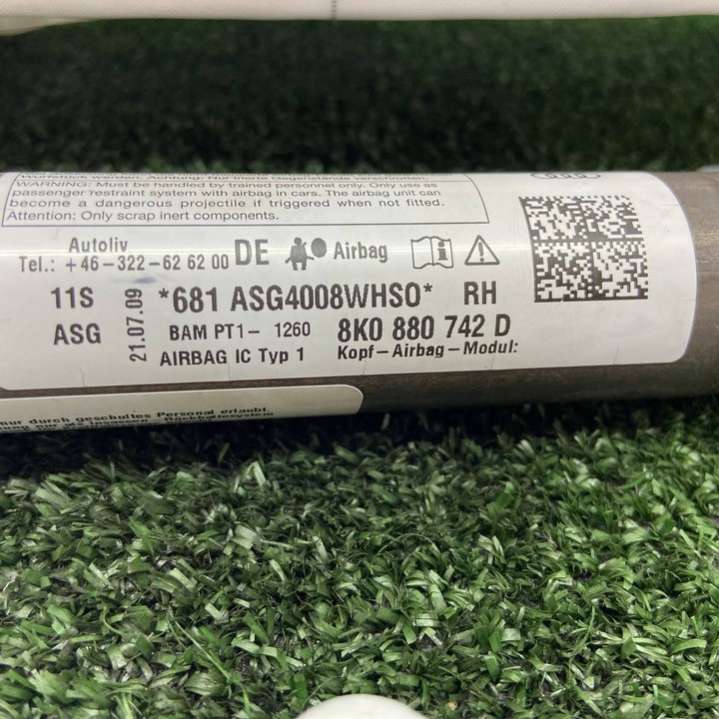 WARNING: Must be handled by trained personnel only. Only use as
passenger restraint system with airbag in cars. The airbag unit can
become a dangerous projectile if triggered when not fitted.
Attention: Only scrap inert components.
Autoliv
Tel.: +46-322-62 62 00
DE
Airbag
11S
21.07.09
*681 ASG4008WHS0*
RH
ASG
BAM PT1- 1260
8K0 880 742 D
AIRBAG IC Typ 1
Kopf-Airbag-Modul:
nur durch geschultes Personal erlaubt.